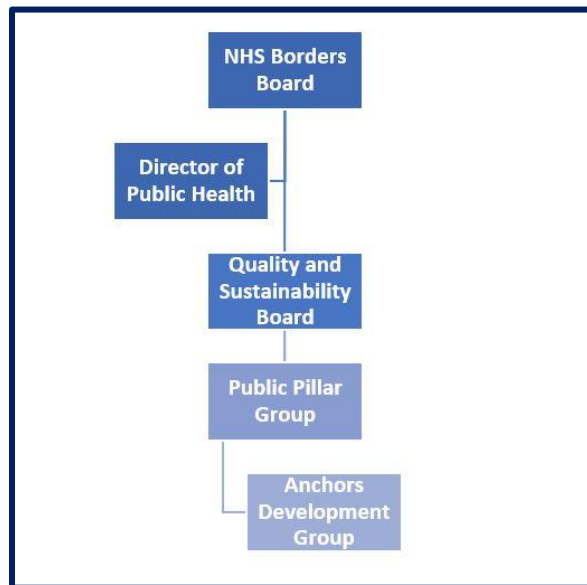 NHS Borders
Board
Director of
Public Health
Quality and
Sustainability
Board
Public Pillar
Group
Anchors
Development
Group